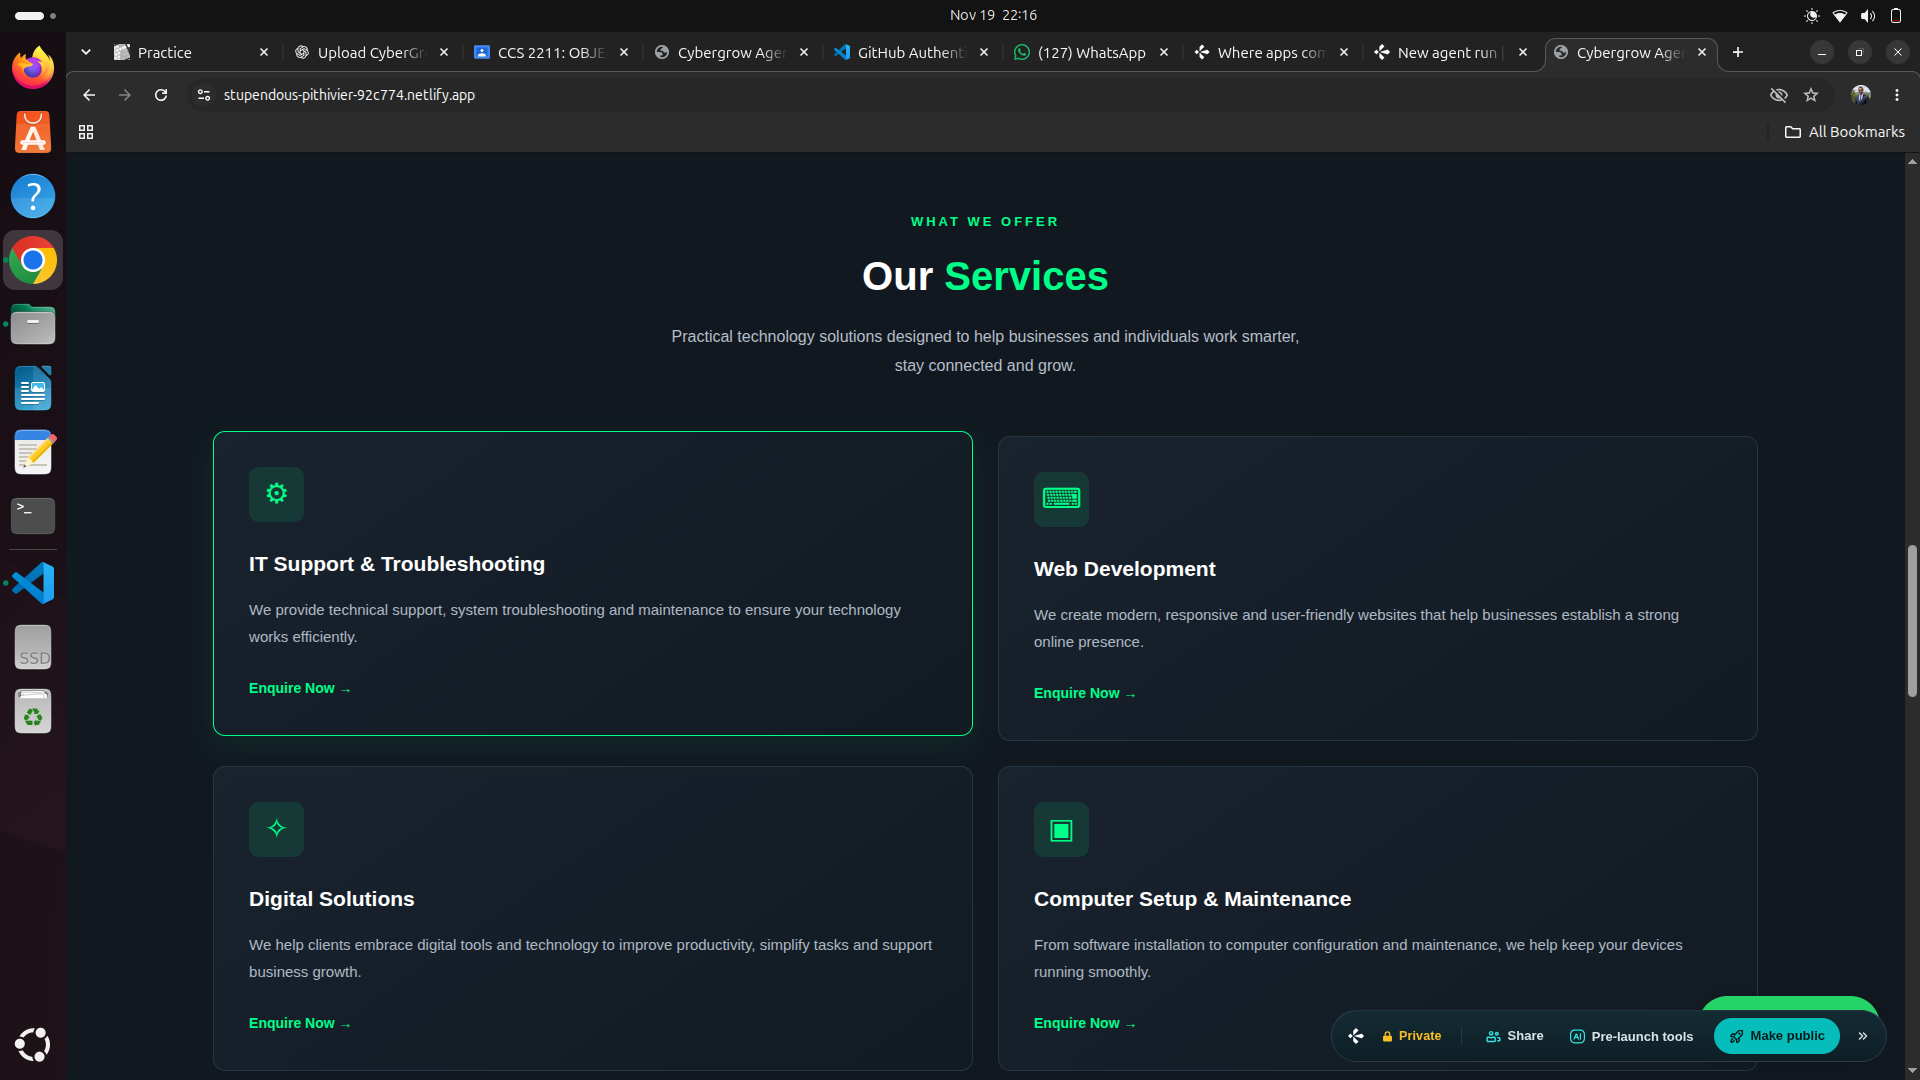 Nov 19 22:16
Practice
Upload CyberGr
CCS 2211: OBJE
Cybergrow Age
GitHub Authenti
(127) WhatsApp
Where apps com
New agent run |
Cybergrow Age
stupendous-pithivier-92c774.netlify.app
All Bookmarks
WHAT WE OFFER
Our Services
Practical technology solutions designed to help businesses and individuals work smarter,
stay connected and grow.
IT Support & Troubleshooting
We provide technical support, system troubleshooting and maintenance to ensure your technology
works efficiently.
Enquire Now →
Web Development
We create modern, responsive and user-friendly websites that help businesses establish a strong
online presence.
Enquire Now →
Digital Solutions
We help clients embrace digital tools and technology to improve productivity, simplify tasks and support
business growth.
Enquire Now →
Computer Setup & Maintenance
From software installation to computer configuration and maintenance, we help keep your devices
running smoothly.
Enquire Now →
Private
Share
Pre-launch tools
Make public
SSD